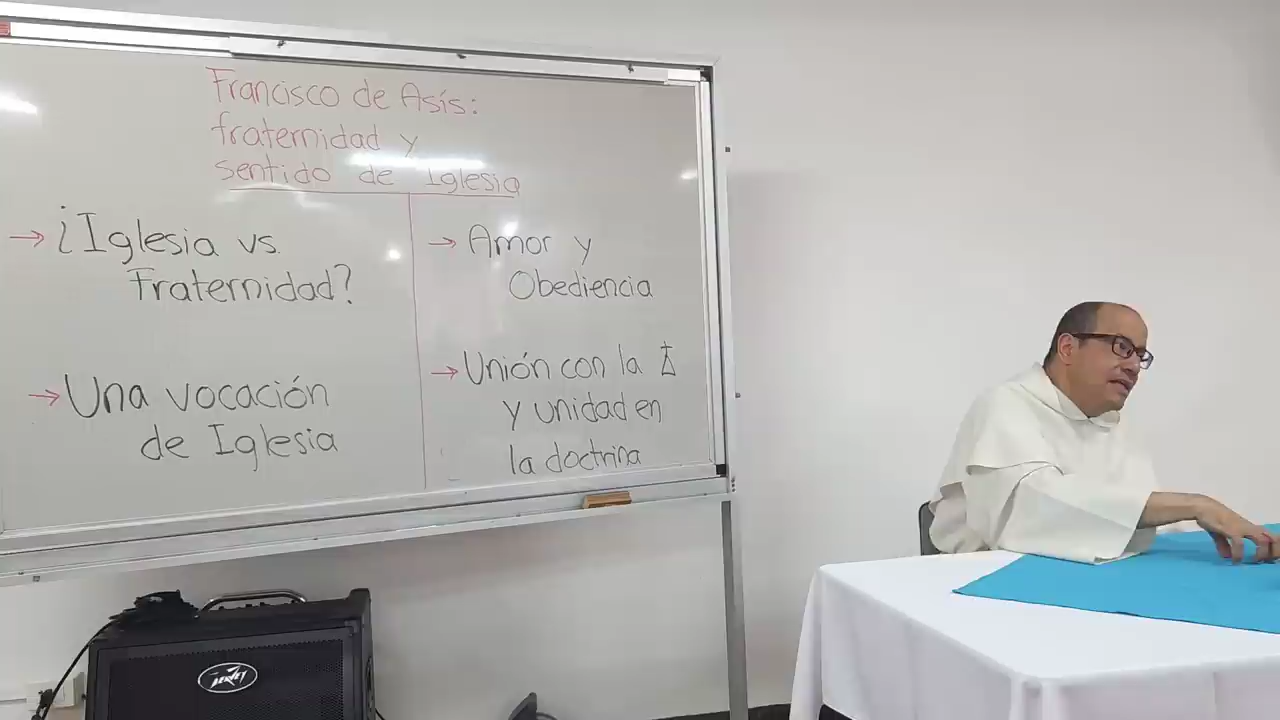 Francisco de Asís:
fraternidad y
sentido de Iglesia
→ ¿Iglesia vs.
Fraternidad?
→ Una vocación
de Iglesia
→ Amor y
Obediencia
→ Unión con la
y unidad en
la doctrina
PEAVEY